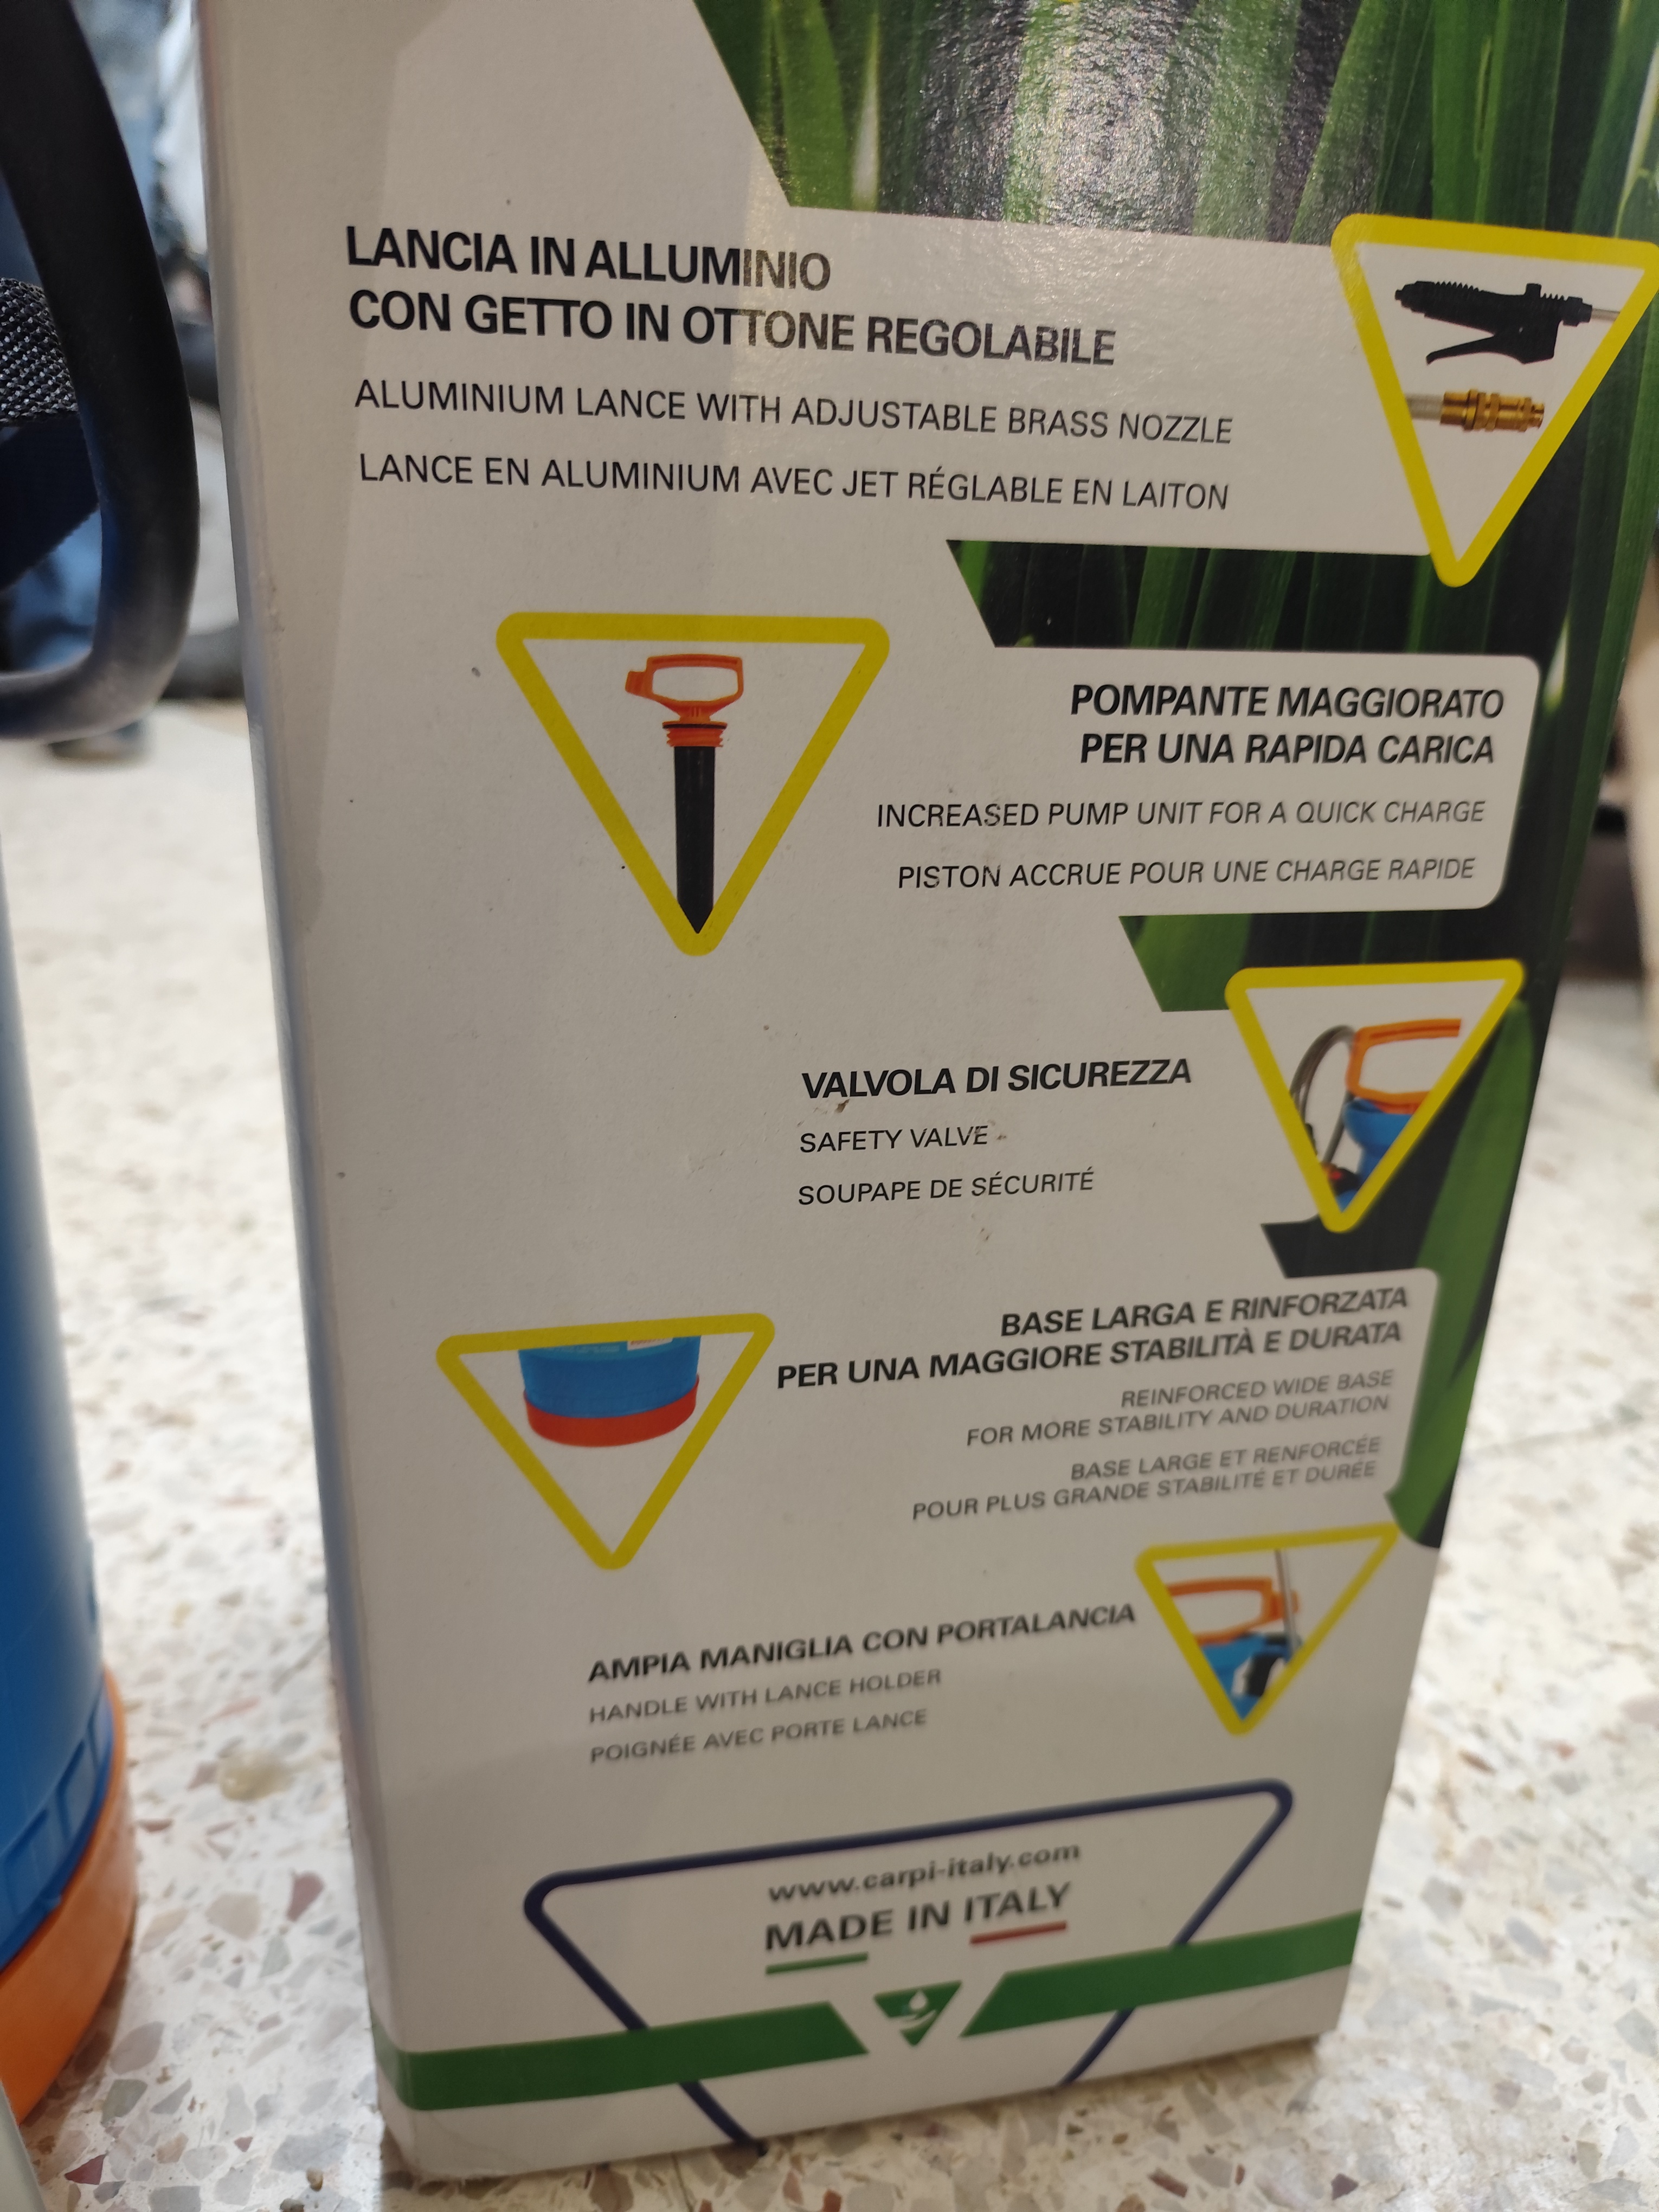 LANCIA IN ALLUMINIO
CON GETTO IN OTTONE REGOLABILE
ALUMINIUM LANCE WITH ADJUSTABLE BRASS NOZZLE
LANCE EN ALUMINIUM AVEC JET RÉGLABLE EN LAITON
POMPANTE MAGGIORATO
PER UNA RAPIDA CARICA
INCREASED PUMP UNIT FOR A QUICK CHARGE
PISTON ACCRUE POUR UNE CHARGE RAPIDE
VALVOLA DI SICUREZZA
SAFETY VALVE
SOUPAPE DE SÉCURITÉ
BASE LARGA E RINFORZATA
PER UNA MAGGIORE STABILITÀ E DURATA
REINFORCED WIDE BASE
FOR MORE STABILITY AND DURATION
BASE LARGE ET RENFORCÉE
POUR PLUS GRANDE STABILITÉ ET DURÉE
AMPIA MANIGLIA CON PORTALANCIA
HANDLE WITH LANCE HOLDER
POIGNÉE AVEC PORTE LANCE
www.carpi-italy.com
MADE IN ITALY